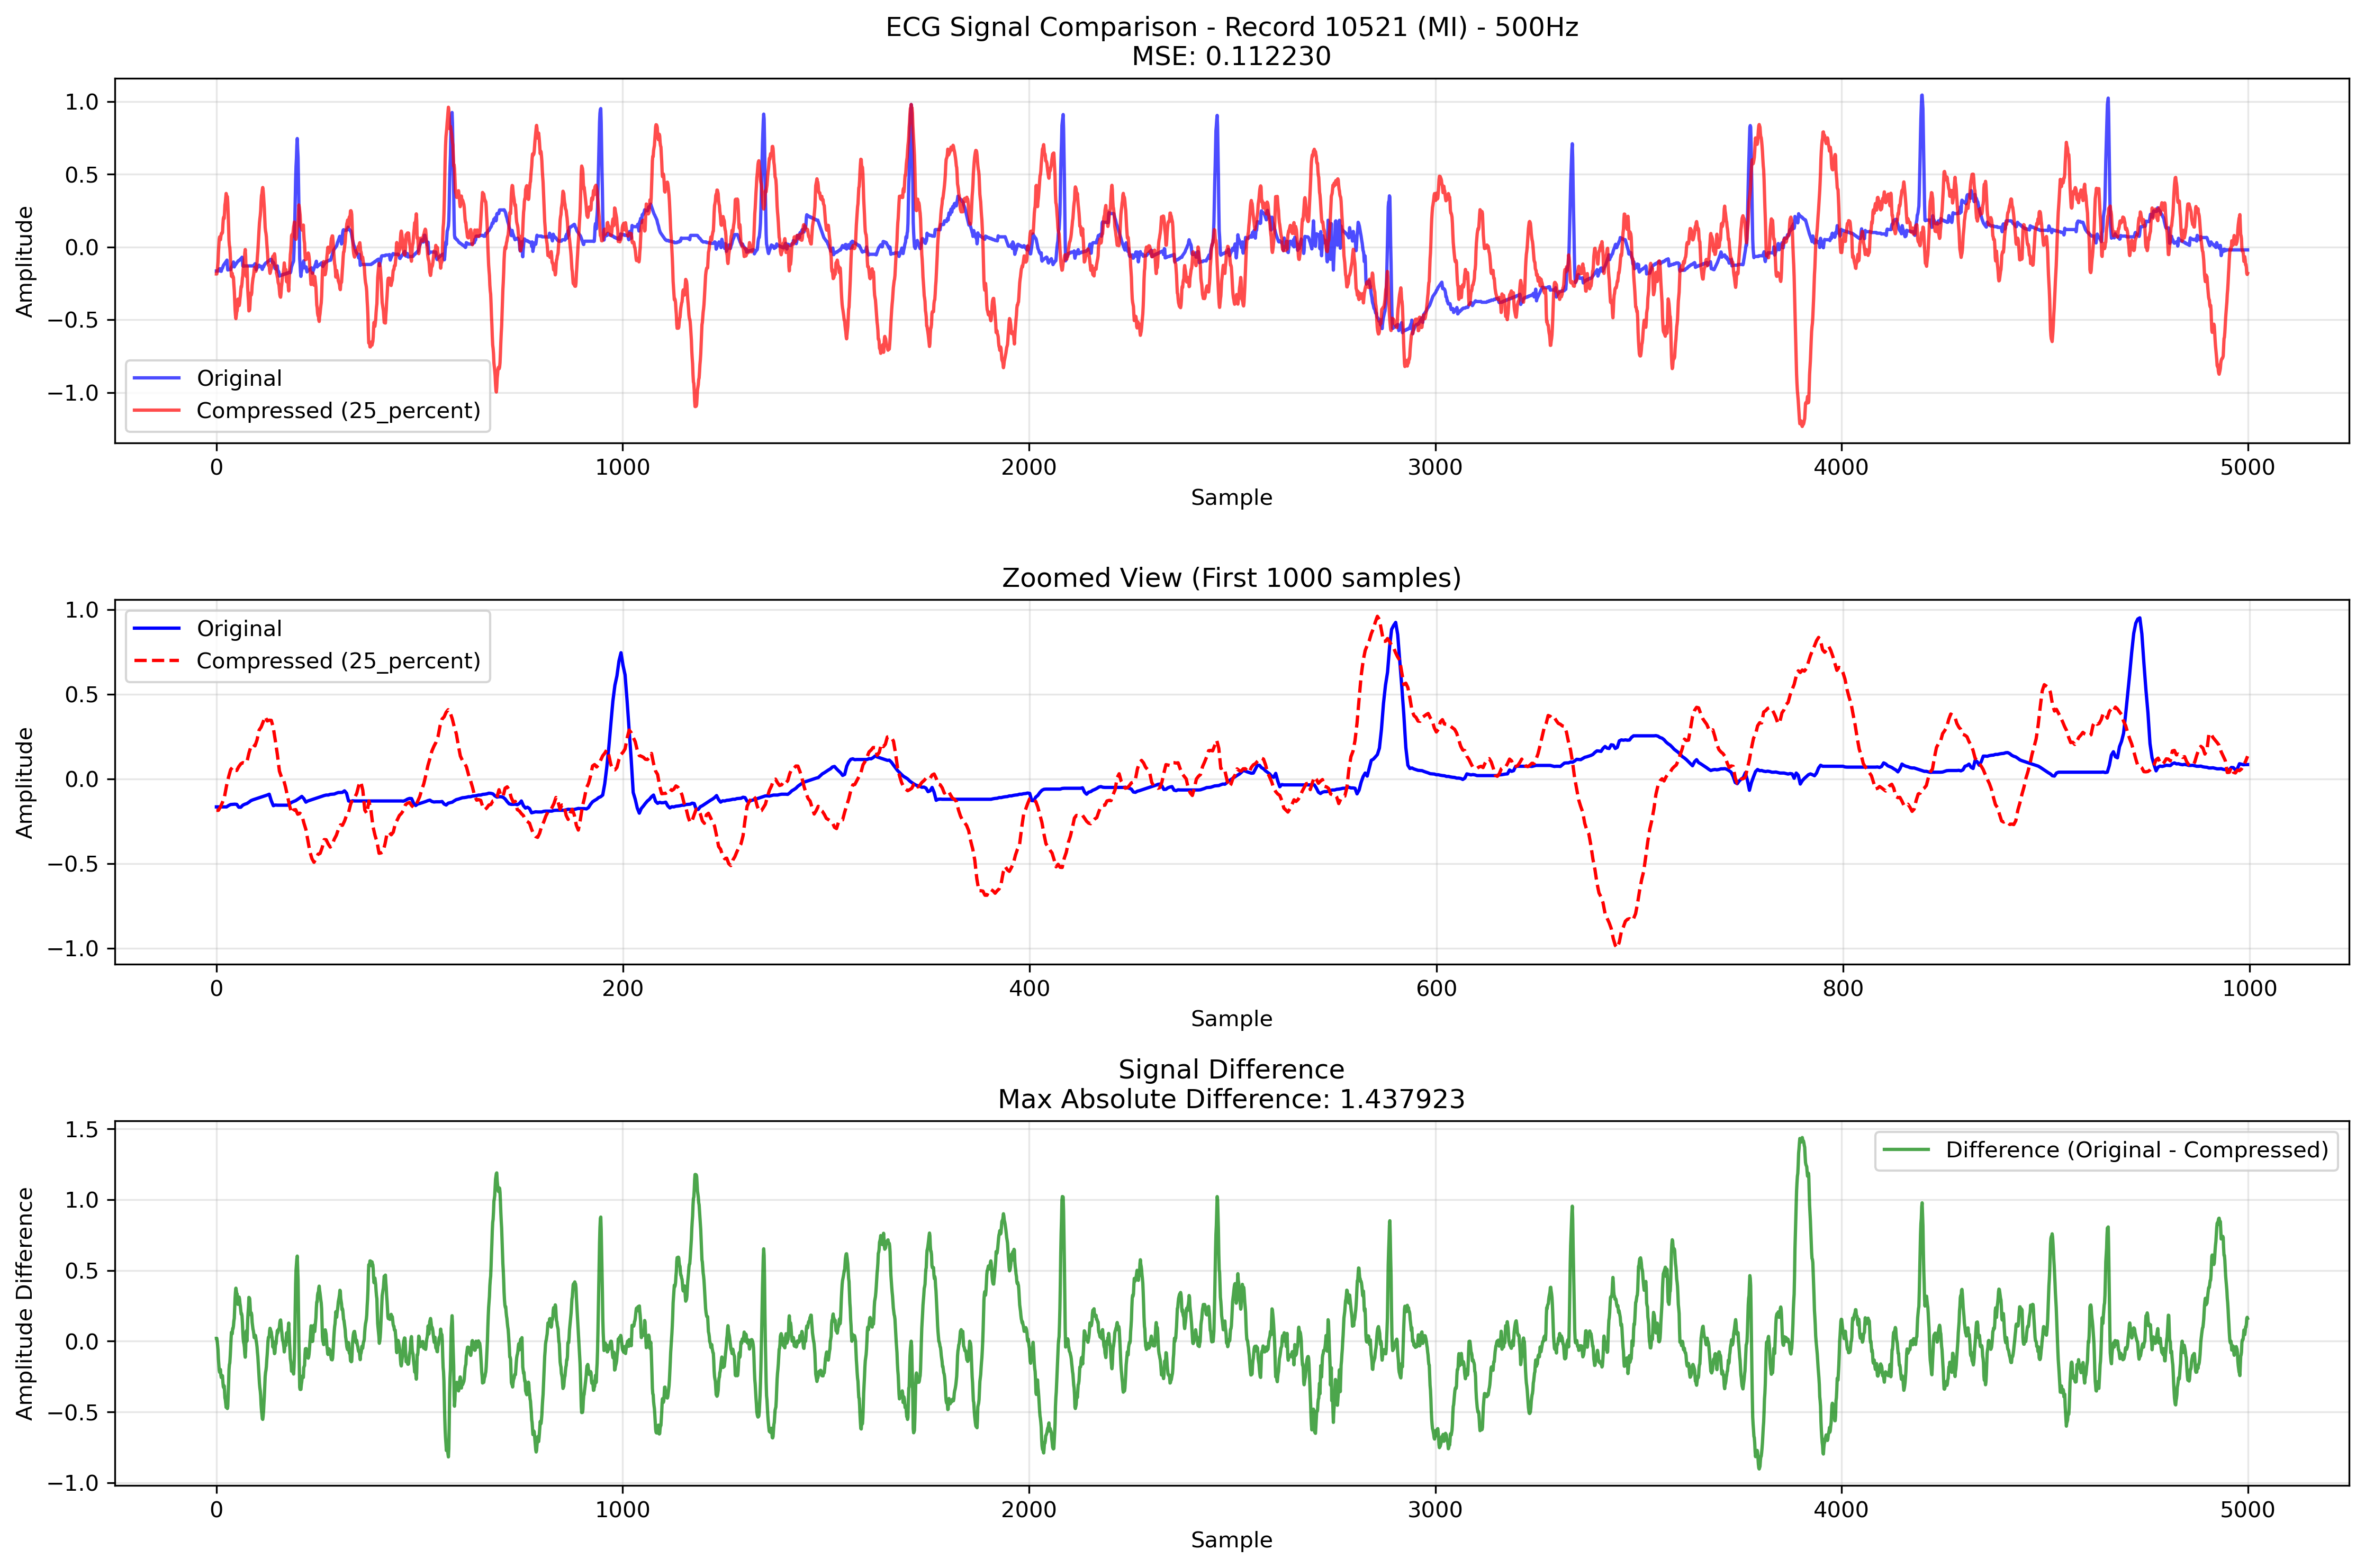 ECG Signal Comparison - Record 10521 (MI) - 500Hz
MSE: 0.112230
Amplitude
1.0
0.5
0.0
−0.5
−1.0
Original
Compressed (25_percent)
0 1000 2000 3000 4000 5000
Sample
Zoomed View (First 1000 samples)
Amplitude
1.0
0.5
0.0
−0.5
−1.0
Original
Compressed (25_percent)
0 200 400 600 800 1000
Sample
Signal Difference
Max Absolute Difference: 1.437923
Amplitude Difference
1.5
1.0
0.5
0.0
−0.5
−1.0
Difference (Original - Compressed)
0 1000 2000 3000 4000 5000
Sample